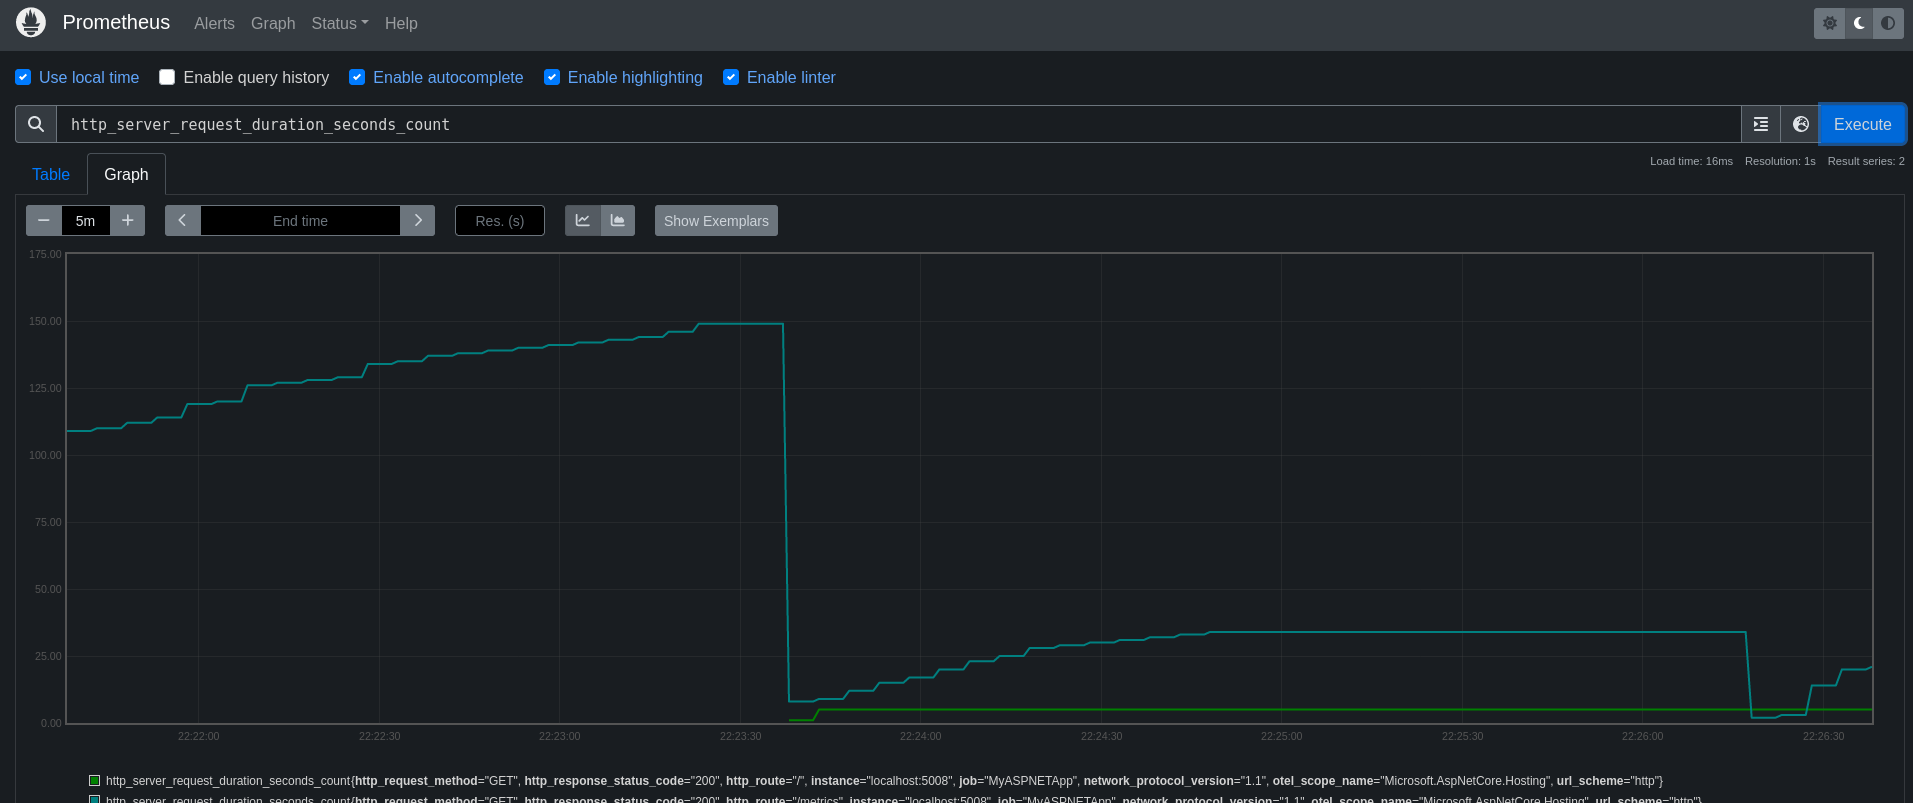 Prometheus Alerts Graph Status Help
Use local time Enable query history Enable autocomplete Enable highlighting Enable linter
http_server_request_duration_seconds_count Execute
Load time: 16ms Resolution: 1s Result series: 2
Table Graph
5m End time Res. (s) Show Exemplars
175.00
150.00
125.00
100.00
75.00
50.00
25.00
0.00
22:22:00 22:22:30 22:23:00 22:23:30 22:24:00 22:24:30 22:25:00 22:25:30 22:26:00 22:26:30
http_server_request_duration_seconds_count{http_request_method="GET", http_response_status_code="200", http_route="/", instance="localhost:5008", job="MyASPNETApp", network_protocol_version="1.1", otel_scope_name="Microsoft.AspNetCore.Hosting", url_scheme="http"}
http_server_request_duration_seconds_count{http_request_method="GET", http_response_status_code="200", http_route="/metrics", instance="localhost:5008", job="MyASPNETApp", network_protocol_version="1.1", otel_scope_name="Microsoft.AspNetCore.Hosting", url_scheme="http"}